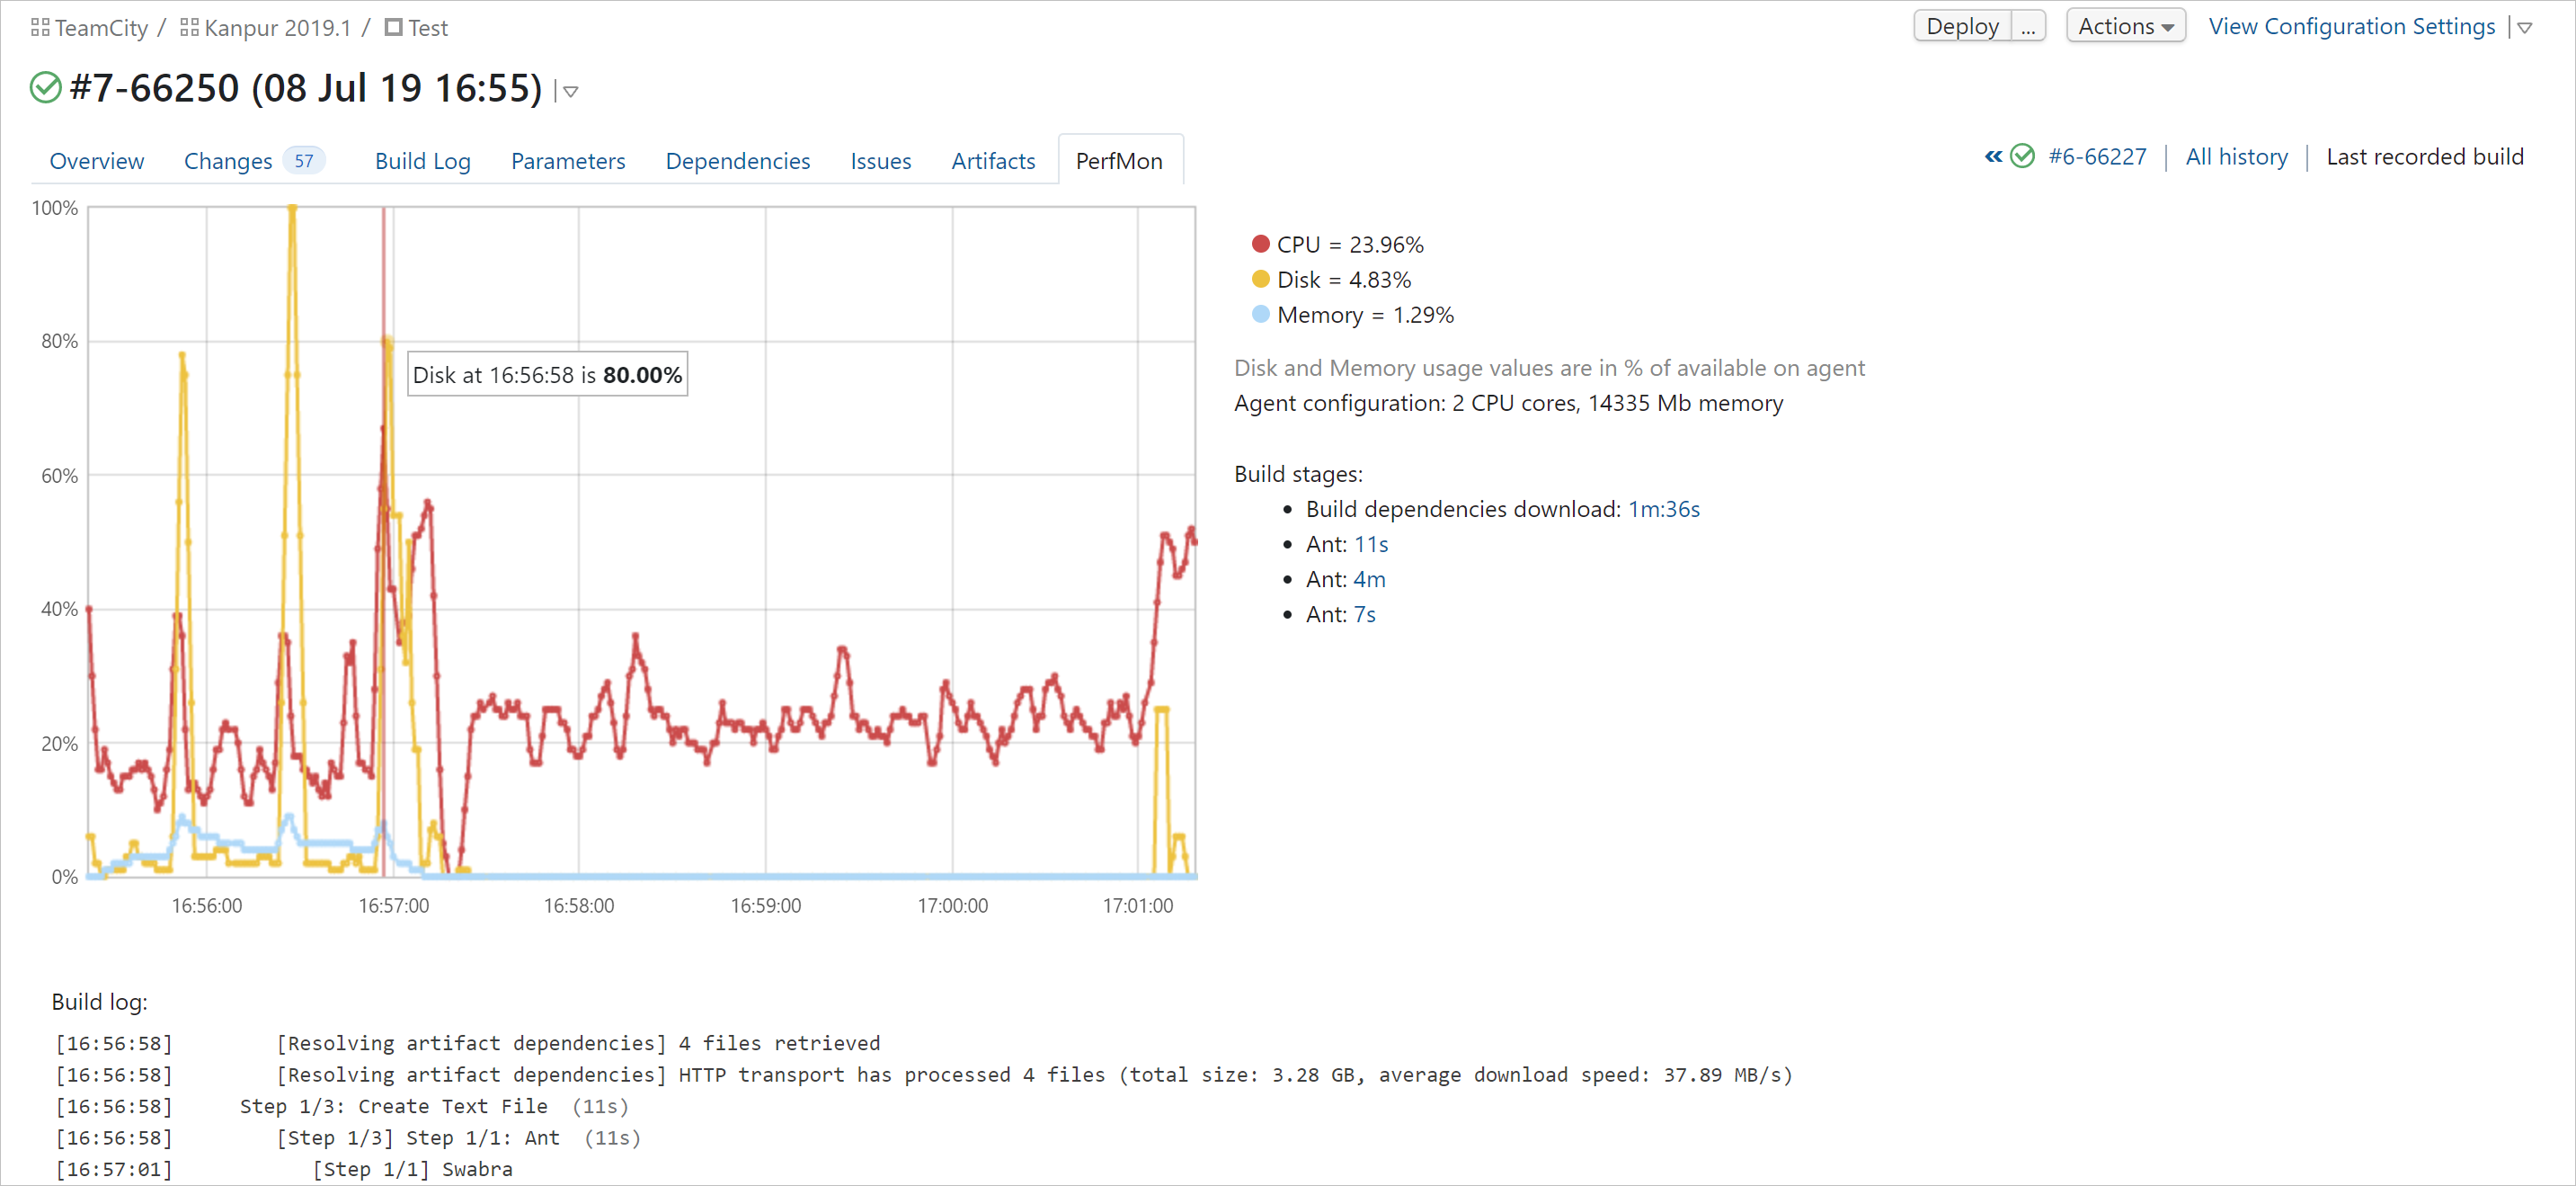 TeamCity / Kanpur 2019.1 / Test
Deploy ... Actions View Configuration Settings
#7-66250 (08 Jul 19 16:55)
Overview Changes 57 Build Log Parameters Dependencies Issues Artifacts PerfMon
« #6-66227 | All history | Last recorded build
100%
80%
60%
40%
20%
0%
Disk at 16:56:58 is 80.00%
16:56:00 16:57:00 16:58:00 16:59:00 17:00:00 17:01:00
CPU = 23.96%
Disk = 4.83%
Memory = 1.29%
Disk and Memory usage values are in % of available on agent
Agent configuration: 2 CPU cores, 14335 Mb memory
Build stages:
• Build dependencies download: 1m:36s
• Ant: 11s
• Ant: 4m
• Ant: 7s
Build log:
[16:56:58] [Resolving artifact dependencies] 4 files retrieved
[16:56:58] [Resolving artifact dependencies] HTTP transport has processed 4 files (total size: 3.28 GB, average download speed: 37.89 MB/s)
[16:56:58] Step 1/3: Create Text File (11s)
[16:56:58] [Step 1/3] Step 1/1: Ant (11s)
[16:57:01] [Step 1/1] Swabra